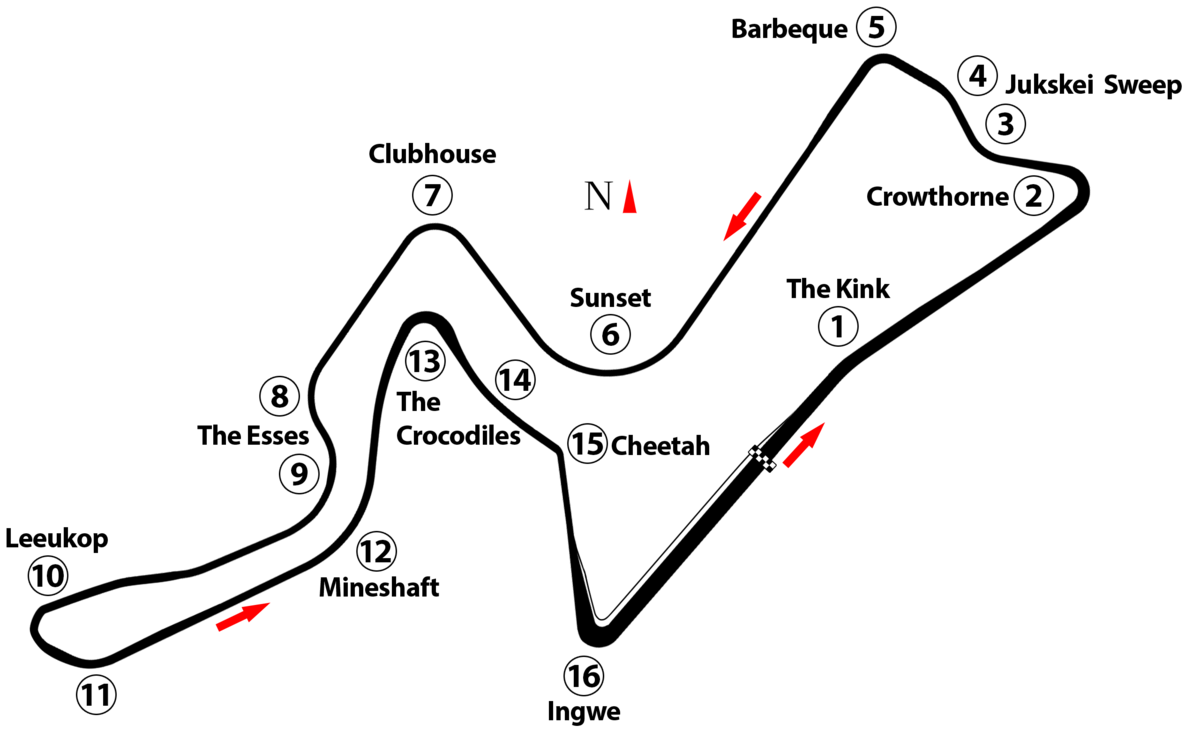 Barbeque 5
4
Jukskei Sweep
3
Clubhouse
7
N
Crowthorne 2
The Kink
1
Sunset
6
13
14
8
The
The Esses
Crocodiles
15 Cheetah
9
Leeukop
10
12
Mineshaft
11
16
Ingwe